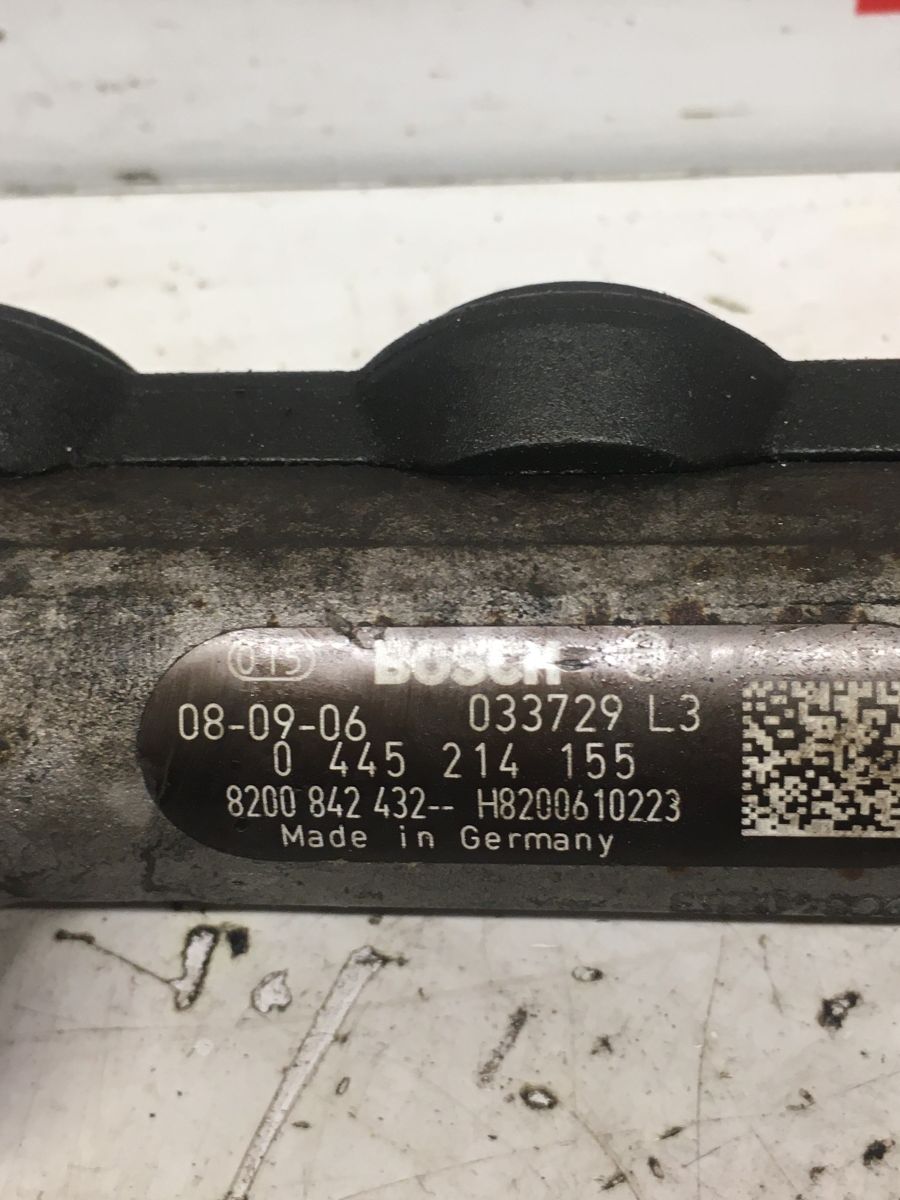 015 BOSCH
08-09-06 033729 L3
0 445 214 155
8200 842 432-- H8200610223
Made in Germany